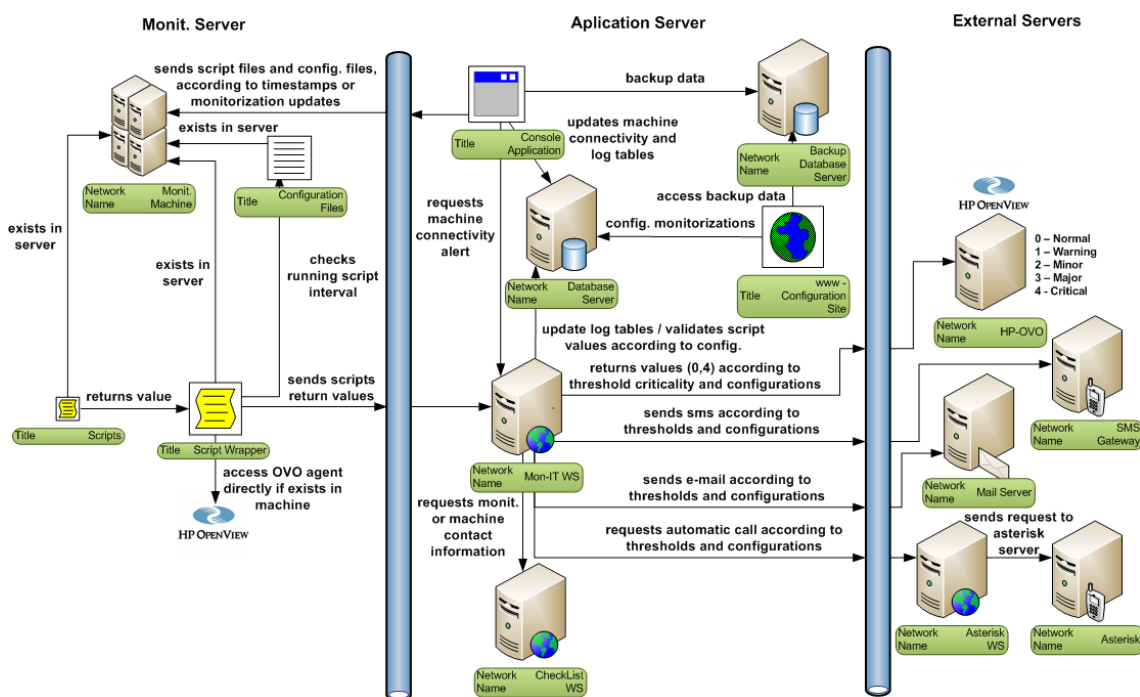 Monit. Server
Aplication Server
External Servers
sends script files and config. files,
according to timestamps or
monitorization updates
exists in server
Network
Name
Monit.
Machine
Title
Configuration
Files
exists in
server
exists in
server
checks
running script
interval
returns value
Title
Scripts
Title
Script Wrapper
sends scripts
return values
access OVO agent
directly if exists in
machine
HP OPENVIEW
Title
Console
Application
backup data
updates machine
connectivity and
log tables
Network
Name
Backup
Database
Server
access backup data
config. monitorizations
requests
machine
connectivity
alert
Network
Name
Database
Server
Title
www -
Configuration
Site
update log tables / validates script
values according to config.
returns values (0,4) according to
threshold criticality and configurations
sends sms according to
thresholds and configurations
Network
Name
Mon-IT WS
sends e-mail according to
thresholds and configurations
requests monit.
or machine
contact
information
requests automatic call according to
thresholds and configurations
Network
Name
CheckList
WS
HP OPENVIEW
0 – Normal
1 – Warning
2 – Minor
3 – Major
4 - Critical
Network
Name
HP-OVO
Network
Name
SMS
Gateway
Network
Name
Mail Server
sends request to
asterisk
server
Network
Name
Asterisk
WS
Network
Name
Asterisk